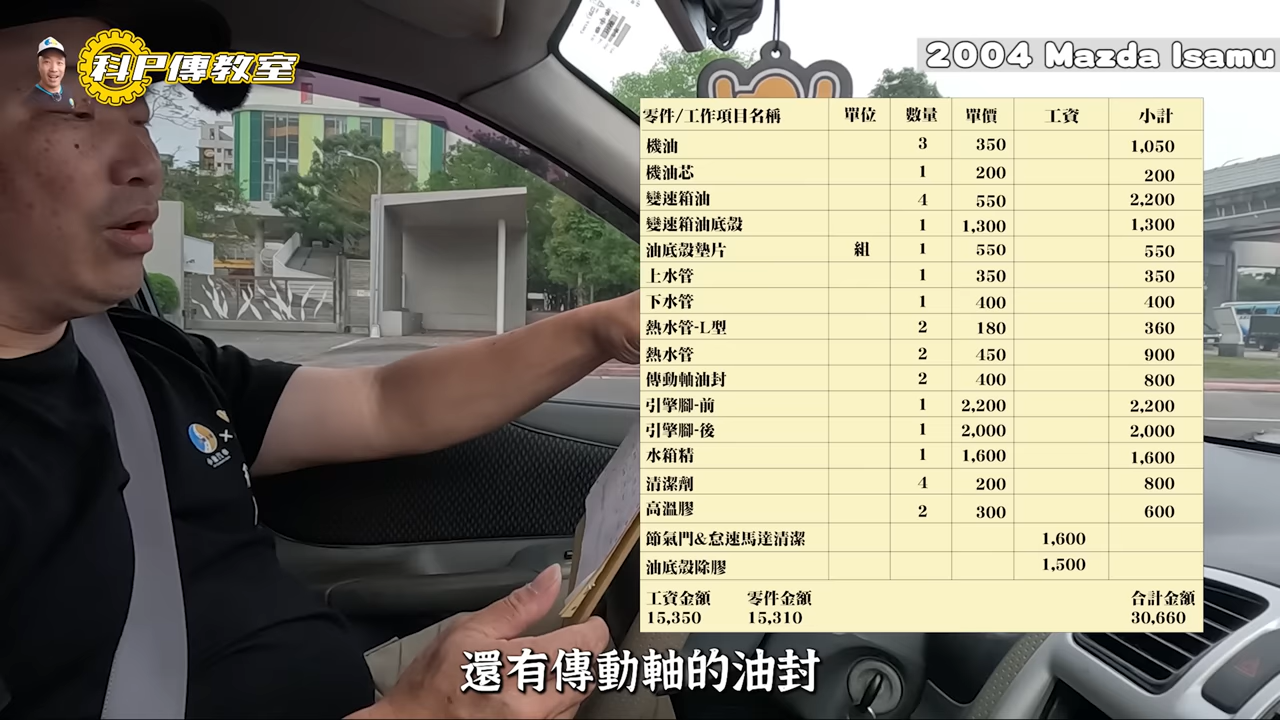 科P傳教室
2004 Mazda Isamu
零件/工作項目名稱 單位 數量 單價 工資 小計
機油 3 350 1,050
機油芯 1 200 200
變速箱油 4 550 2,200
變速箱油底殼 1 1,300 1,300
油底殼墊片 組 1 550 550
上水管 1 350 350
下水管 1 400 400
熱水管-L型 2 180 360
熱水管 2 450 900
傳動軸油封 2 400 800
引擎腳-前 1 2,200 2,200
引擎腳-後 1 2,000 2,000
水箱精 1 1,600 1,600
清潔劑 4 200 800
高溫膠 2 300 600
節氣門&怠速馬達清潔 1,600
油底殼除膠 1,500
工資金額 零件金額 合計金額
15,350 15,310 30,660
還有傳動軸的油封